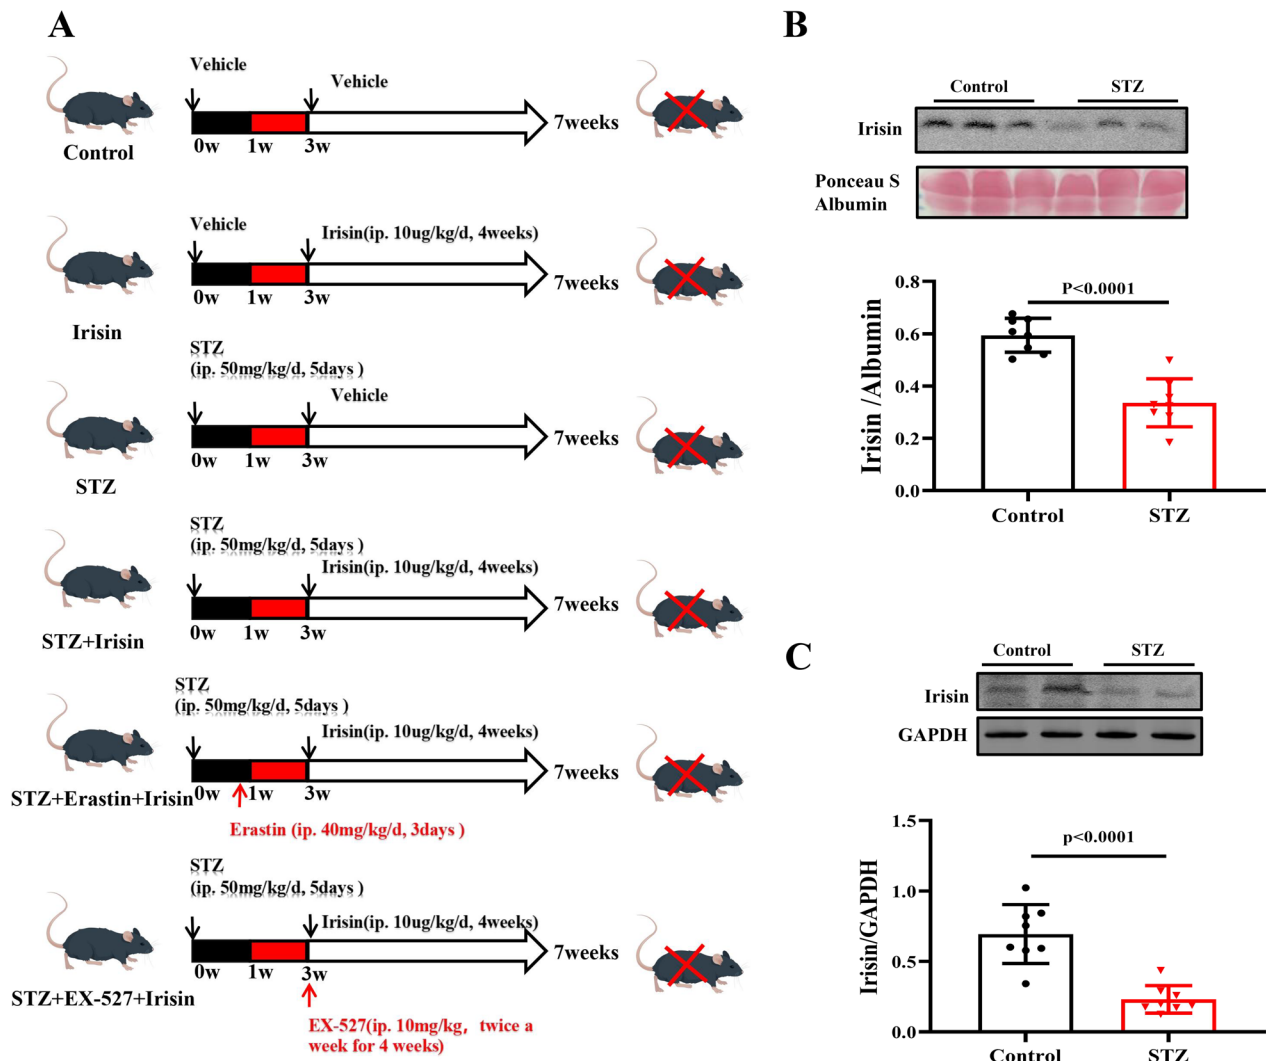 A
Vehicle
Vehicle
7weeks
0w 1w 3w
Control
Vehicle
Irisin(ip. 10ug/kg/d, 4weeks)
7weeks
0w 1w 3w
Irisin
STZ
(ip. 50mg/kg/d, 5days )
Vehicle
7weeks
0w 1w 3w
STZ
STZ
(ip. 50mg/kg/d, 5days )
Irisin(ip. 10ug/kg/d, 4weeks)
7weeks
0w 1w 3w
STZ+Irisin
STZ
(ip. 50mg/kg/d, 5days )
Irisin(ip. 10ug/kg/d, 4weeks)
7weeks
STZ+Erastin+Irisin 0w 1w 3w
Erastin (ip. 40mg/kg/d, 3days )
STZ
(ip. 50mg/kg/d, 5days )
Irisin(ip. 10ug/kg/d, 4weeks)
7weeks
0w 1w 3w
STZ+EX-527+Irisin
EX-527(ip. 10mg/kg, twice a
week for 4 weeks)
B
Control STZ
Irisin
Ponceau S
Albumin
Irisin /Albumin
0.8
0.6
0.4
0.2
0.0
P<0.0001
Control STZ
C
Control STZ
Irisin
GAPDH
Irisin/GAPDH
1.5
1.0
0.5
0.0
p<0.0001
Control STZ